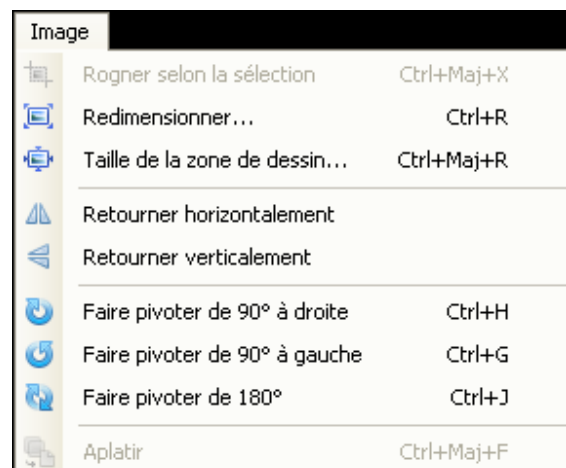 Image
Rogner selon la sélection Ctrl+Maj+X
Redimensionner... Ctrl+R
Taille de la zone de dessin... Ctrl+Maj+R
Retourner horizontalement
Retourner verticalement
Faire pivoter de 90° à droite Ctrl+H
Faire pivoter de 90° à gauche Ctrl+G
Faire pivoter de 180° Ctrl+J
Aplatir Ctrl+Maj+F